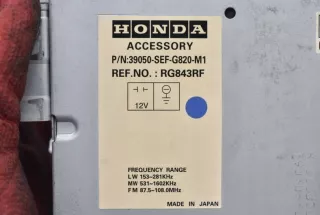 HONDA
ACCESSORY
P/N:39050-SEF-G820-M1
REF.NO. : RG843RF
12V
FREQUENCY RANGE
LW 153~281KHz
MW 531~1602KHz
FM 87.5~108.0MHz
MADE IN JAPAN